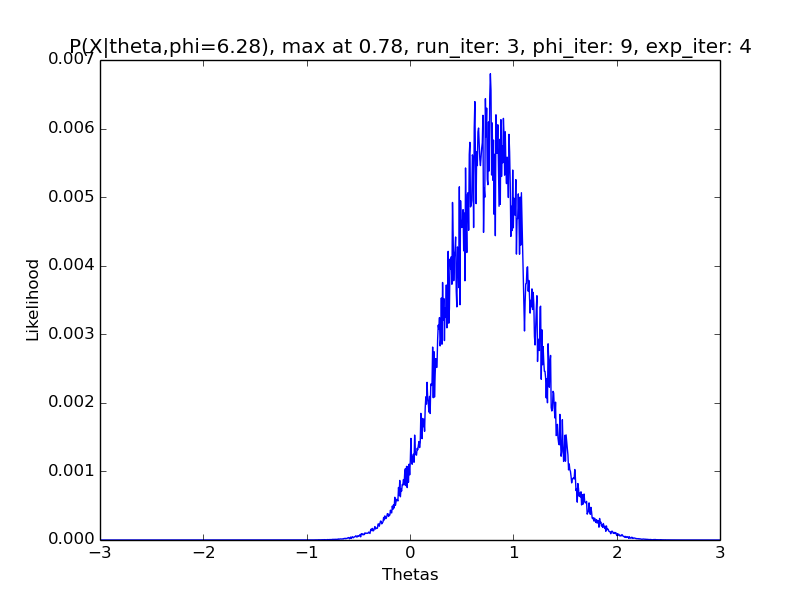 P(X|theta,phi=6.28), max at 0.78, run_iter: 3, phi_iter: 9, exp_iter: 4
0.007
0.006
0.005
0.004
0.003
0.002
0.001
0.000
Likelihood
−3 −2 −1 0 1 2 3
Thetas